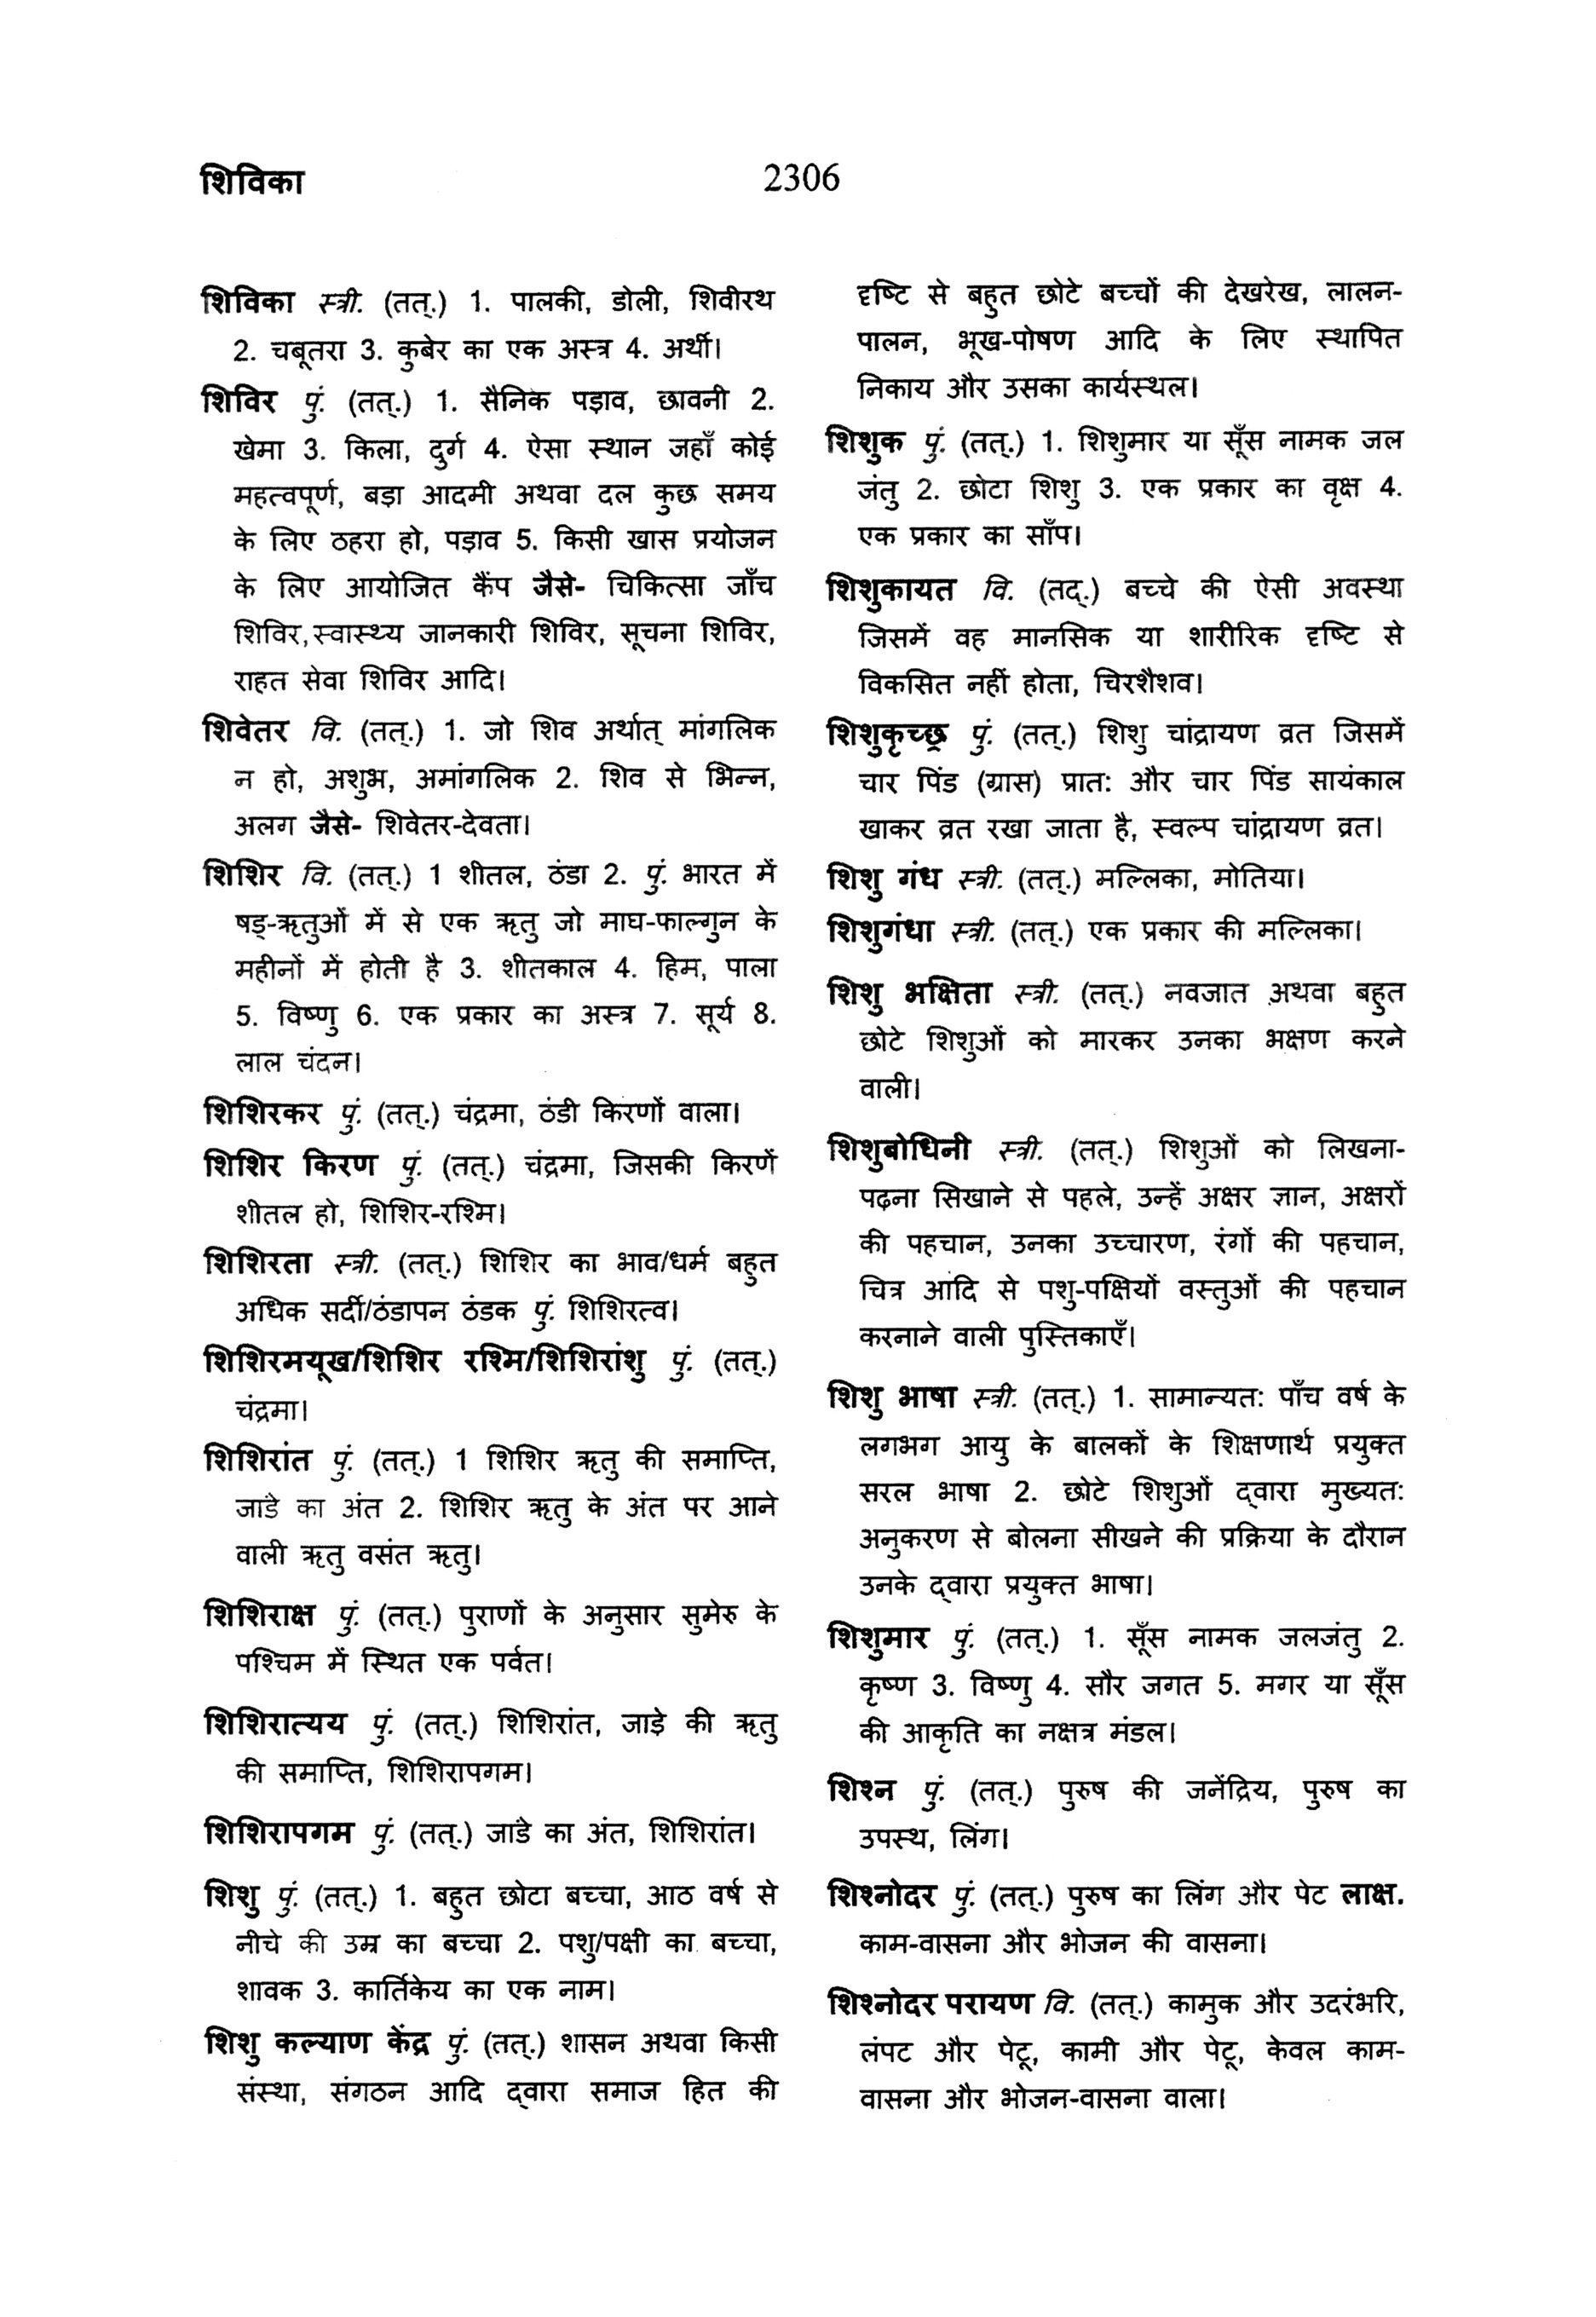 शिविका
2306
शिविका स्त्री. (तत्.) 1. पालकी, डोली, शिवीरथ
2. चबूतरा 3. कुबेर का एक अस्त्र 4. अर्थी।
शिविर पुं. (तत्.) 1. सैनिक पड़ाव, छावनी 2.
खेमा 3. किला, दुर्ग 4. ऐसा स्थान जहाँ कोई
महत्वपूर्ण, बड़ा आदमी अथवा दल कुछ समय
के लिए ठहरा हो, पड़ाव 5. किसी खास प्रयोजन
के लिए आयोजित कैंप जैसे- चिकित्सा जाँच
शिविर, स्वास्थ्य जानकारी शिविर, सूचना शिविर,
राहत सेवा शिविर आदि।
शिवेतर वि. (तत्.) 1. जो शिव अर्थात् मांगलिक
न हो, अशुभ, अमांगलिक 2. शिव से भिन्न,
अलग जैसे- शिवेतर-देवता।
शिशिर वि. (तत्.) 1 शीतल, ठंडा 2. पुं. भारत में
षड्-ऋतुओं में से एक ऋतु जो माघ-फाल्गुन के
महीनों में होती है 3. शीतकाल 4. हिम, पाला
5. विष्णु 6. एक प्रकार का अस्त्र 7. सूर्य 8.
लाल चंदन।
शिशिरकर पुं. (तत्.) चंद्रमा, ठंडी किरणों वाला।
शिशिर किरण पुं. (तत्.) चंद्रमा, जिसकी किरणें
शीतल हो, शिशिर-रश्मि।
शिशिरता स्त्री. (तत्.) शिशिर का भाव/धर्म बहुत
अधिक सर्दी/ठंडापन ठंडक पुं. शिशिरत्व।
शिशिरमयूख/शिशिर रश्मि/शिशिरांशु पुं. (तत्.)
चंद्रमा।
शिशिरांत पुं. (तत्.) 1 शिशिर ऋतु की समाप्ति,
जाडे का अंत 2. शिशिर ऋतु के अंत पर आने
वाली ऋतु वसंत ऋतु।
शिशिराक्ष पुं. (तत्.) पुराणों के अनुसार सुमेरु के
पश्चिम में स्थित एक पर्वत।
शिशिरात्यय पुं. (तत्.) शिशिरांत, जाड़े की ऋतु
की समाप्ति, शिशिरापगम।
शिशिरापगम पुं. (तत्.) जाडे का अंत, शिशिरांत।
शिशु पुं. (तत्.) 1. बहुत छोटा बच्चा, आठ वर्ष से
नीचे की उम्र का बच्चा 2. पशु/पक्षी का बच्चा,
शावक 3. कार्तिकेय का एक नाम।
शिशु कल्याण केंद्र पुं. (तत्.) शासन अथवा किसी
संस्था, संगठन आदि द्वारा समाज हित की
दृष्टि से बहुत छोटे बच्चों की देखरेख, लालन-
पालन, भूख-पोषण आदि के लिए स्थापित
निकाय और उसका कार्यस्थल।
शिशुक पुं. (तत्.) 1. शिशुमार या सूँस नामक जल
जंतु 2. छोटा शिशु 3. एक प्रकार का वृक्ष 4.
एक प्रकार का साँप।
शिशुकायत वि. (तद्.) बच्चे की ऐसी अवस्था
जिसमें वह मानसिक या शारीरिक दृष्टि से
विकसित नहीं होता, चिरशैशव।
शिशुकृच्छ्र पुं. (तत्.) शिशु चांद्रायण व्रत जिसमें
चार पिंड (ग्रास) प्रात: और चार पिंड सायंकाल
खाकर व्रत रखा जाता है, स्वल्प चांद्रायण व्रत।
शिशु गंध स्त्री. (तत्.) मल्लिका, मोतिया।
शिशुगंधा स्त्री. (तत्.) एक प्रकार की मल्लिका।
शिशु भक्षिता स्त्री. (तत्.) नवजात अथवा बहुत
छोटे शिशुओं को मारकर उनका भक्षण करने
वाली।
शिशुबोधिनी स्त्री. (तत्.) शिशुओं को लिखना-
पढ़ना सिखाने से पहले, उन्हें अक्षर ज्ञान, अक्षरों
की पहचान, उनका उच्चारण, रंगों की पहचान,
चित्र आदि से पशु-पक्षियों वस्तुओं की पहचान
करनाने वाली पुस्तिकाएँ।
शिशु भाषा स्त्री. (तत्.) 1. सामान्यत: पाँच वर्ष के
लगभग आयु के बालकों के शिक्षणार्थ प्रयुक्त
सरल भाषा 2. छोटे शिशुओं द्वारा मुख्यत:
अनुकरण से बोलना सीखने की प्रक्रिया के दौरान
उनके द्वारा प्रयुक्त भाषा।
शिशुमार पुं. (तत्.) 1. सूँस नामक जलजंतु 2.
कृष्ण 3. विष्णु 4. सौर जगत 5. मगर या सूँस
की आकृति का नक्षत्र मंडल।
शिश्न पुं. (तत्.) पुरुष की जनेंद्रिय, पुरुष का
उपस्थ, लिंग।
शिश्नोदर पुं. (तत्.) पुरुष का लिंग और पेट लाक्ष.
काम-वासना और भोजन की वासना।
शिश्नोदर परायण वि. (तत्.) कामुक और उदरंभरि,
लंपट और पेटू, कामी और पेटू, केवल काम-
वासना और भोजन-वासना वाला।